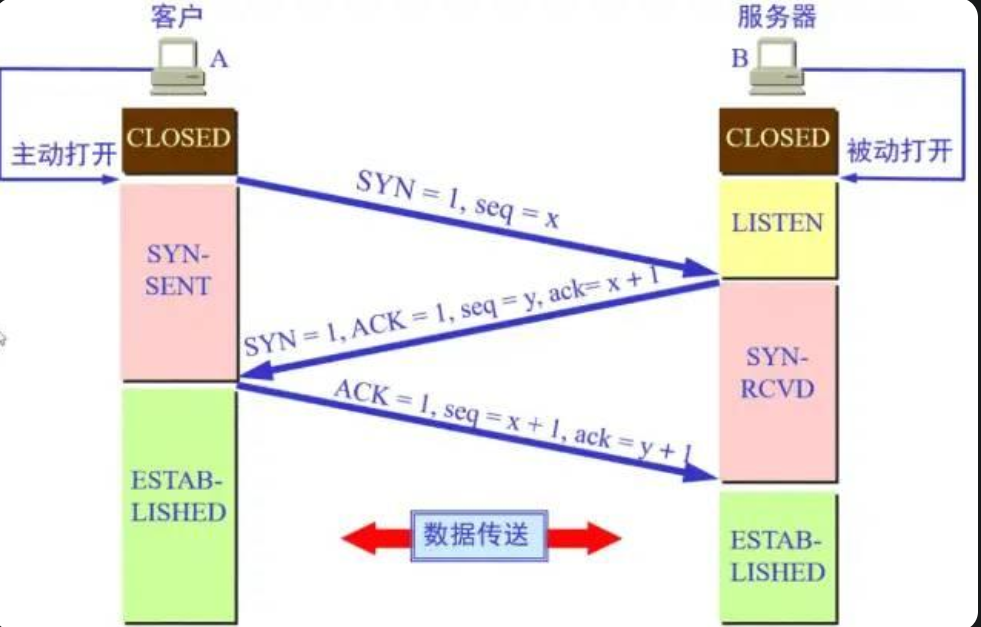 客户
服务器
A
B
CLOSED
CLOSED
主动打开
被动打开
SYN = 1, seq = x
LISTEN
SYN-
SENT
SYN = 1, ACK = 1, seq = y, ack= x + 1
SYN-
RCVD
ACK = 1, seq = x + 1, ack = y + 1
ESTAB-
LISHED
数据传送
ESTAB-
LISHED